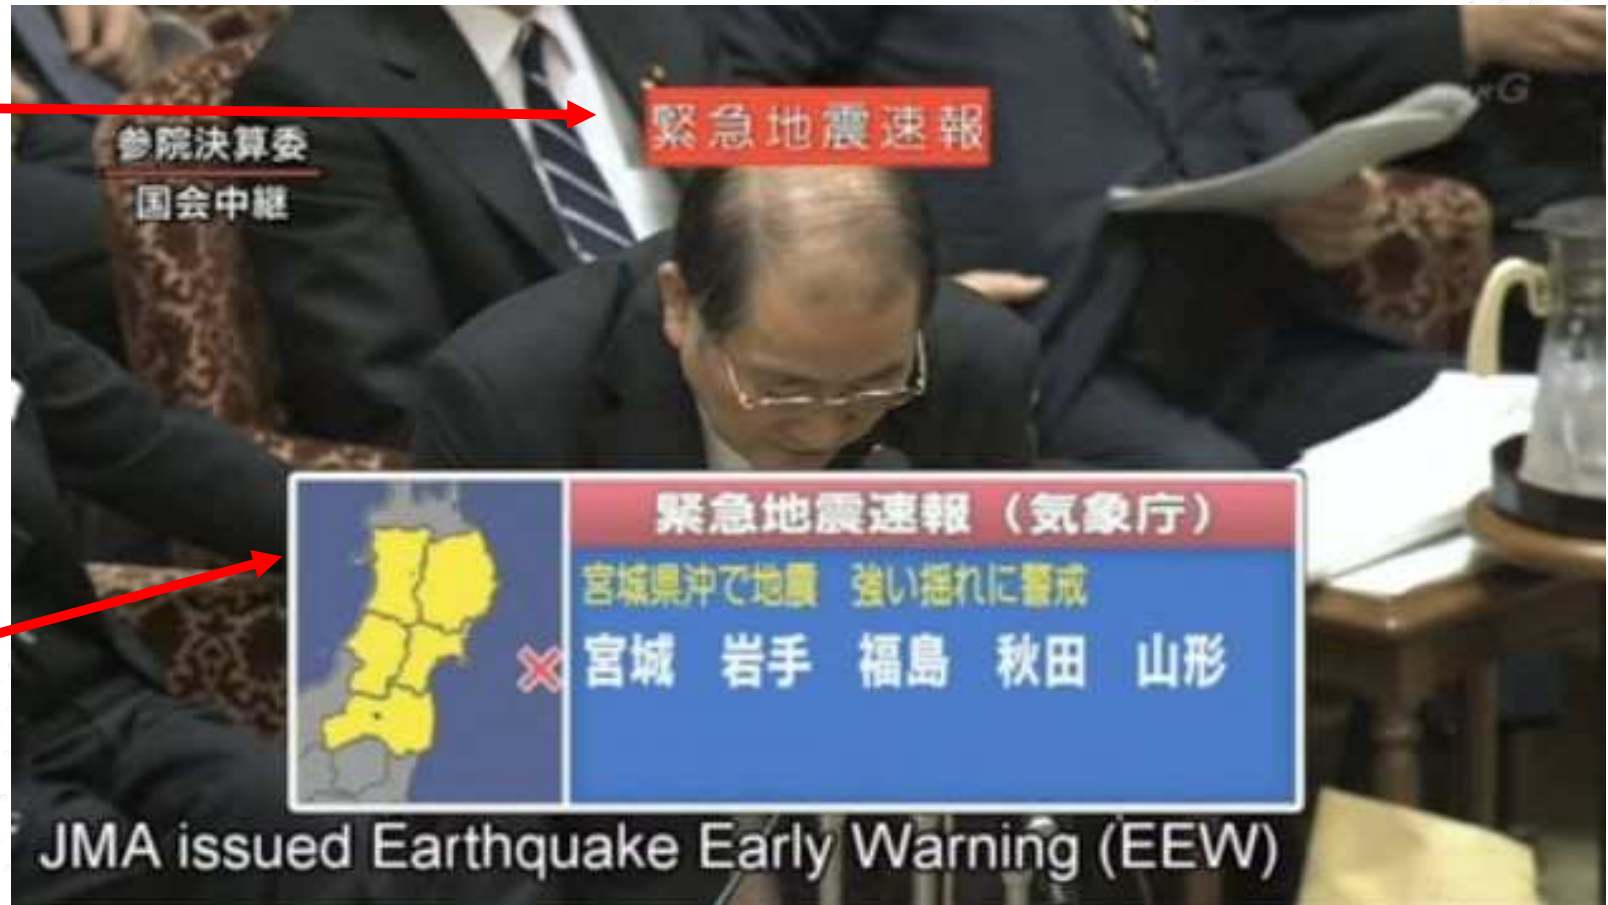 緊急地震速報
参院決算委
国会中継
緊急地震速報（気象庁）
宮城県沖で地震 強い揺れに警戒
宮城 岩手 福島 秋田 山形
JMA issued Earthquake Early Warning (EEW)